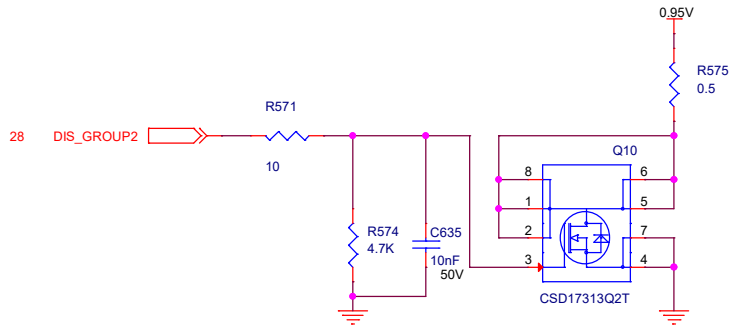 0.95V
R575
0.5
R571
28 DIS_GROUP2
10
Q10
8
6
1
5
R574
4.7K
C635
10nF
50V
2
7
3
4
CSD17313Q2T